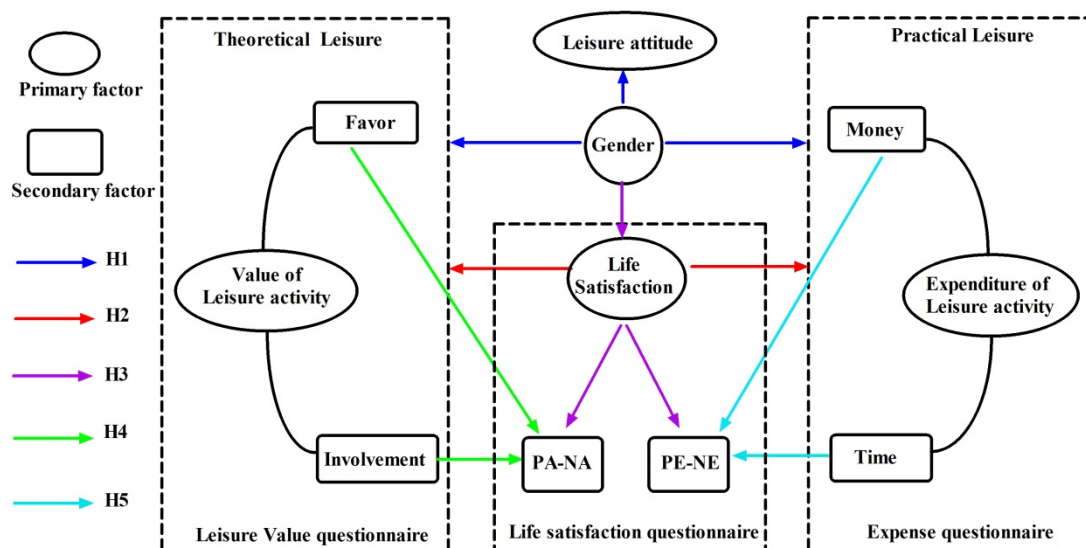 Primary factor
Secondary factor
H1
H2
H3
H4
H5
Theoretical Leisure
Favor
Value of
Leisure activity
Involvement
Leisure Value questionnaire
Leisure attitude
Gender
Life
Satisfaction
PA-NA
PE-NE
Life satisfaction questionnaire
Practical Leisure
Money
Expenditure of
Leisure activity
Time
Expense questionnaire